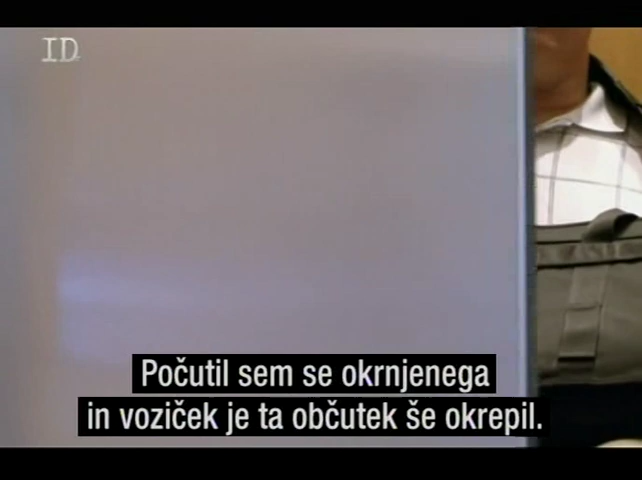 ID
Počutil sem se okrnjenega
in voziček je ta občutek še okrepil.